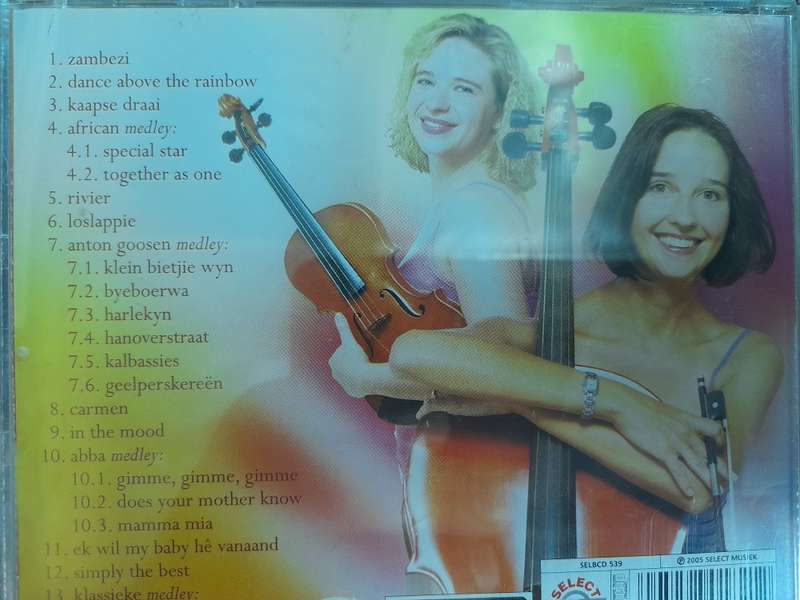 1. zambezi
2. dance above the rainbow
3. kaapse draai
4. african medley:
4.1. special star
4.2. together as one
5. rivier
6. loslappie
7. anton goosen medley:
7.1. klein bietjie wyn
7.2. byeboerwa
7.3. harlekyn
7.4. hanoverstraat
7.5. kalbassies
7.6. geelperskereën
8. carmen
9. in the mood
10. abba medley:
10.1. gimme, gimme, gimme
10.2. does your mother know
10.3. mamma mia
11. ek wil my baby hê vanaand
12. simply the best
13. klassieke medley:
SELBCD 539
℗ 2005 SELECT MUSIEK
SELECT